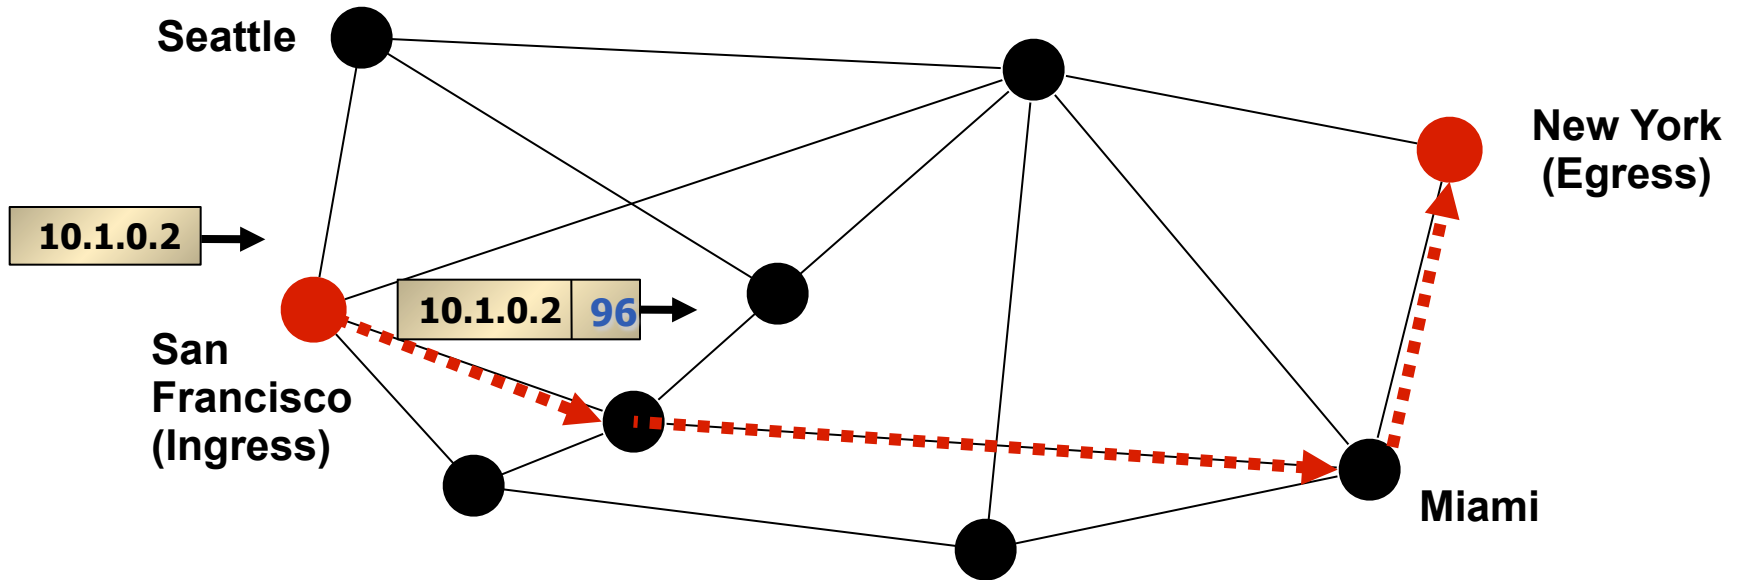 Seattle
New York
(Egress)
10.1.0.2
10.1.0.2 96
San
Francisco
(Ingress)
Miami